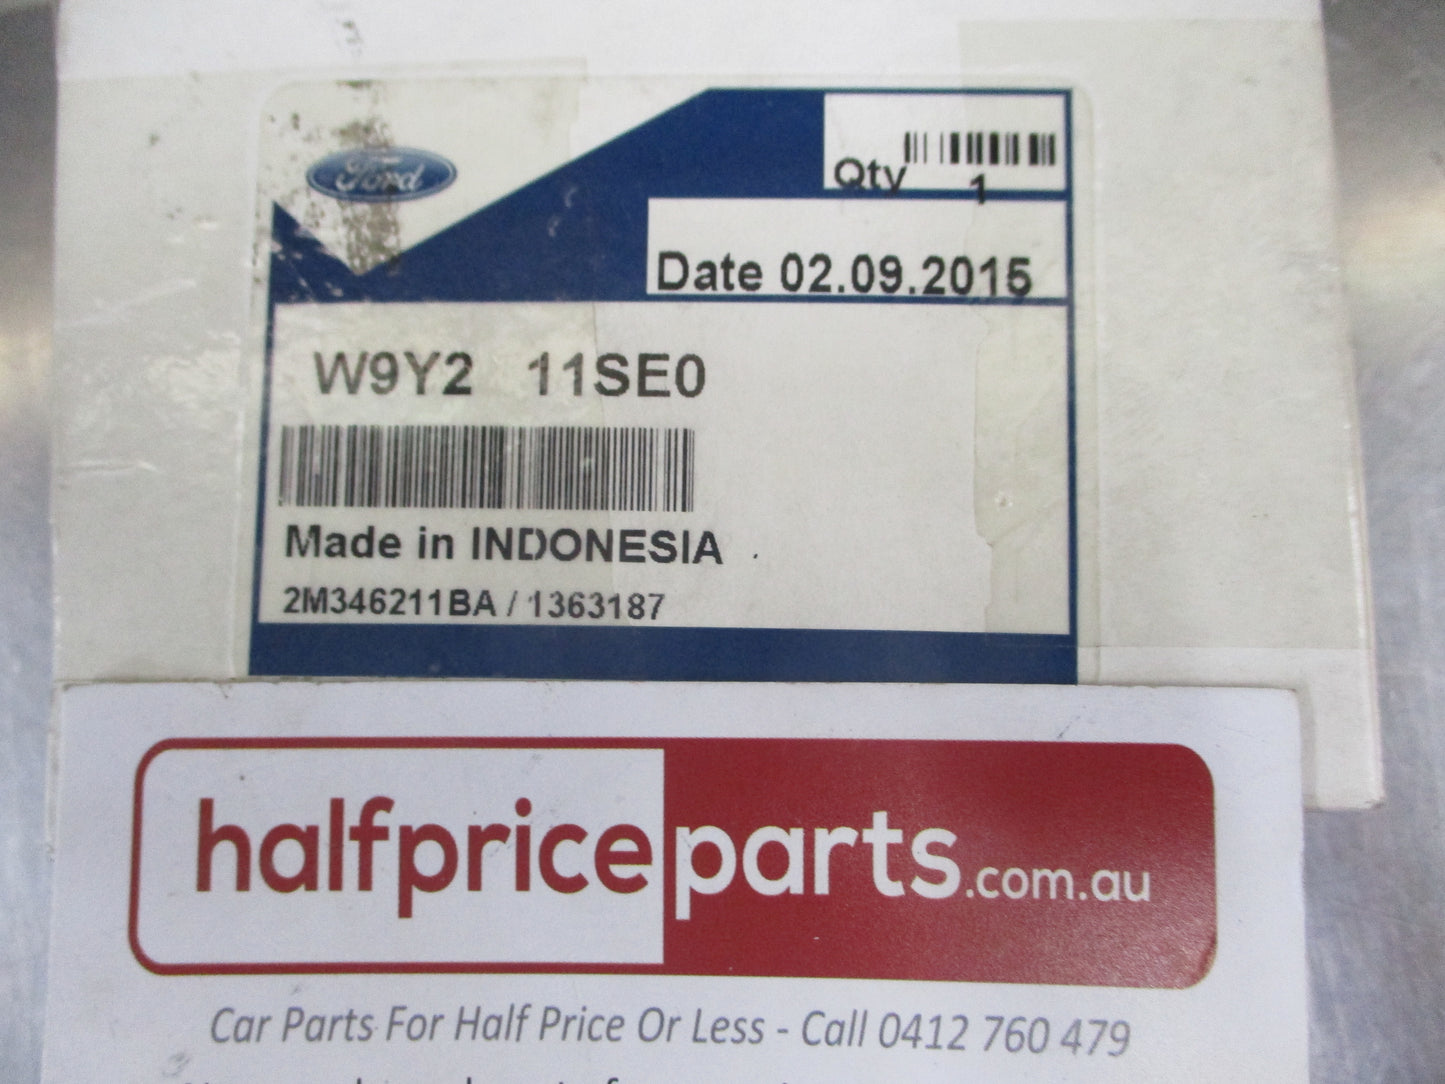 Ford
Qty 1
Date 02.09.2015
W9Y2 11SE0
Made in INDONESIA
2M346211BA / 1363187
halfpriceparts.com.au
Car Parts For Half Price Or Less - Call 0412 760 479